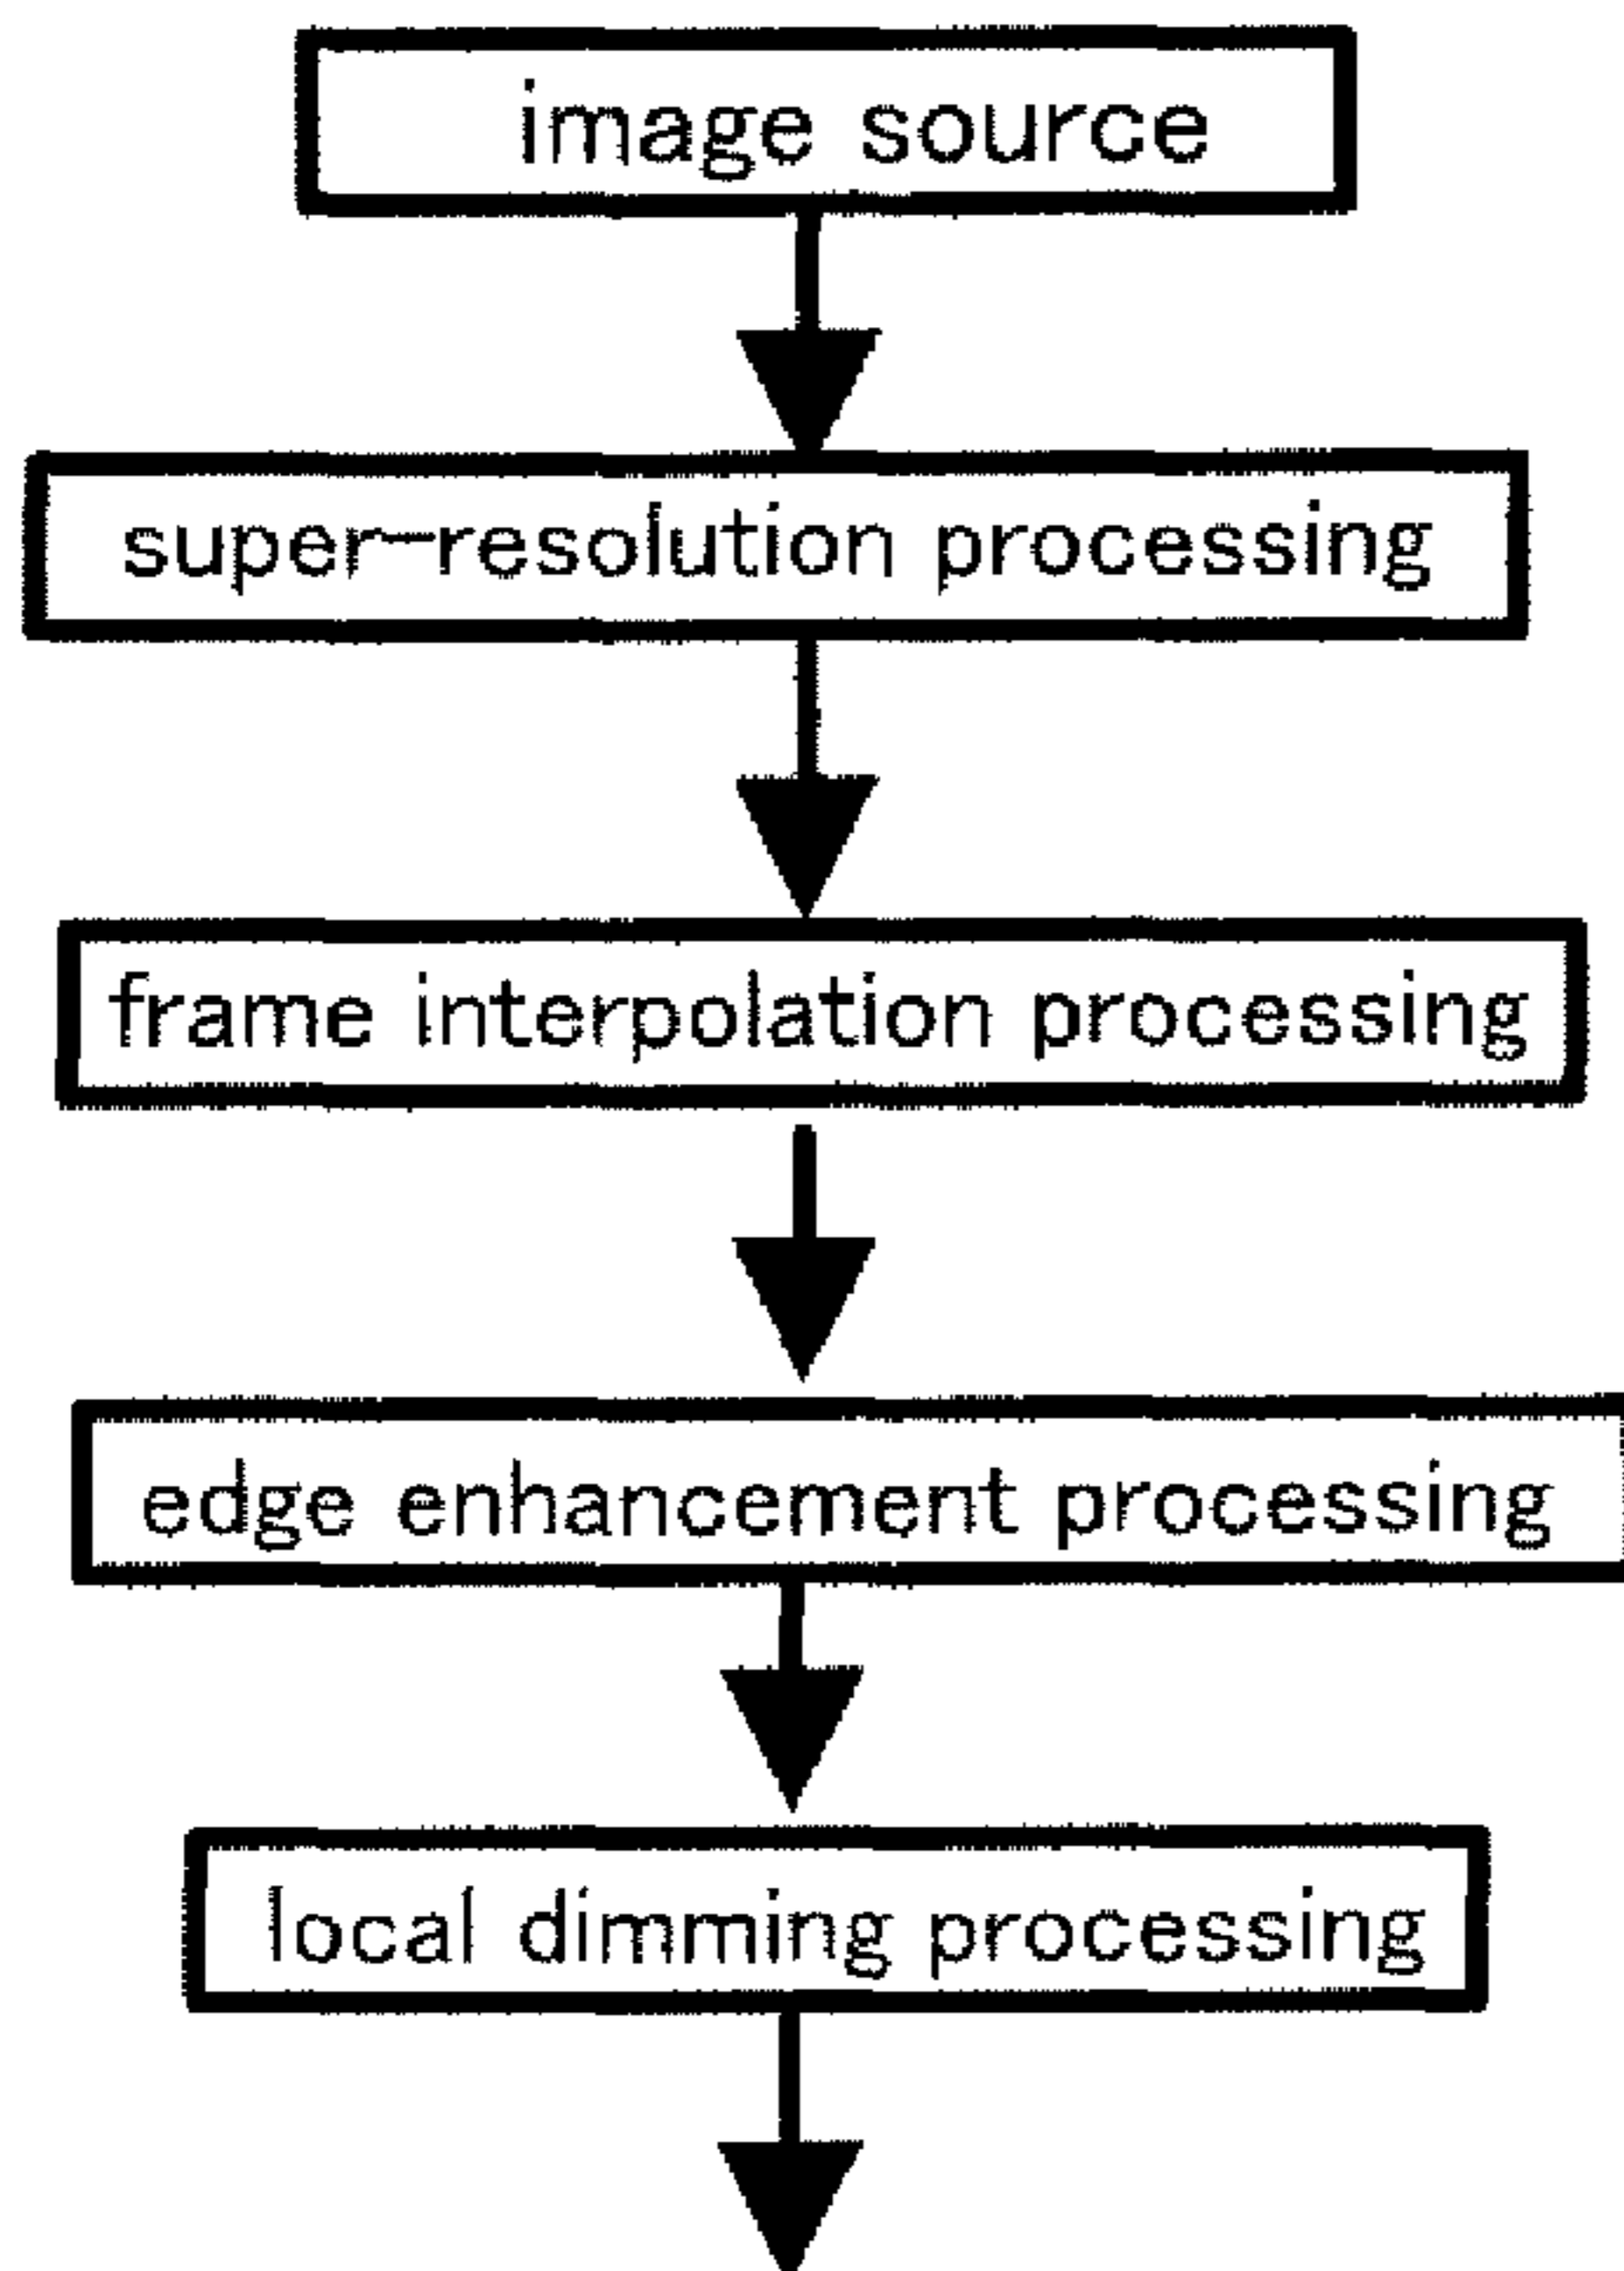 image source
super-resolution processing
frame interpolation processing
edge enhancement processing
local dimming processing